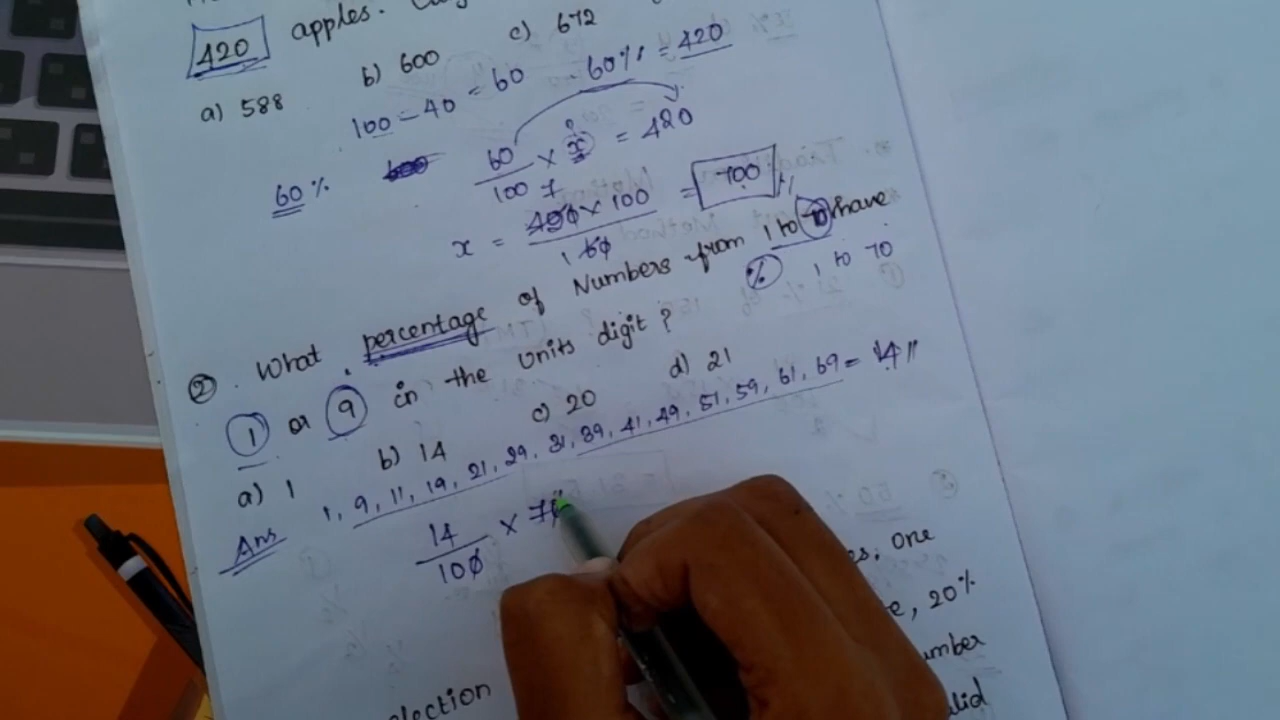 420 apples.
a) 588 b) 600 c) 672
100 - 40 = 60 60% = 420
60% 60/100 × x = 420
x = 420 × 100 / 60 = 700
② What percentage of Numbers from 1 to 70 have
% 1 to 70
1 or 9 in the units digit ?
a) 1 b) 14 c) 20 d) 21
Ans 1, 9, 11, 19, 21, 29, 31, 39, 41, 49, 51, 59, 61, 69 = 14
14/100 × 70
one
20%
lection